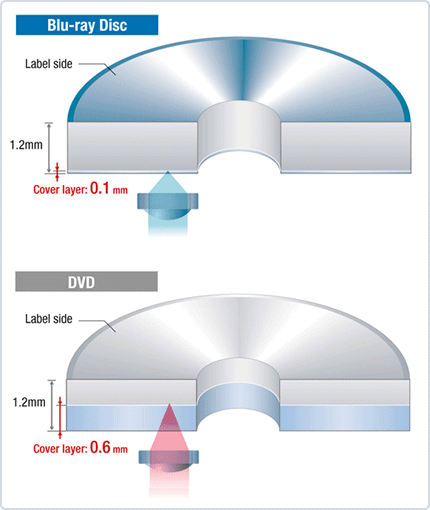 Blu-ray Disc
Label side
1.2mm
Cover layer: 0.1 mm
DVD
Label side
1.2mm
Cover layer: 0.6 mm